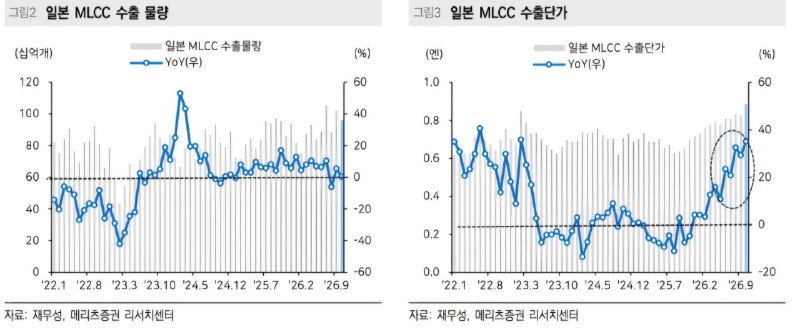 그림2 일본 MLCC 수출 물량
(십억개)
일본 MLCC 수출물량
YoY(우)
(%)
120
100
80
60
40
20
0
60
40
20
0
-20
-40
-60
'22.1 '22.8 '23.3 '23.10 '24.5 '24.12 '25.7 '26.2 '26.9
자료: 재무성, 메리츠증권 리서치센터
그림3 일본 MLCC 수출단가
(엔)
일본 MLCC 수출단가
YoY(우)
(%)
1.0
0.8
0.6
0.4
0.2
0.0
60
40
20
0
-20
'22.1 '22.8 '23.3 '23.10 '24.5 '24.12 '25.7 '26.2 '26.9
자료: 재무성, 메리츠증권 리서치센터